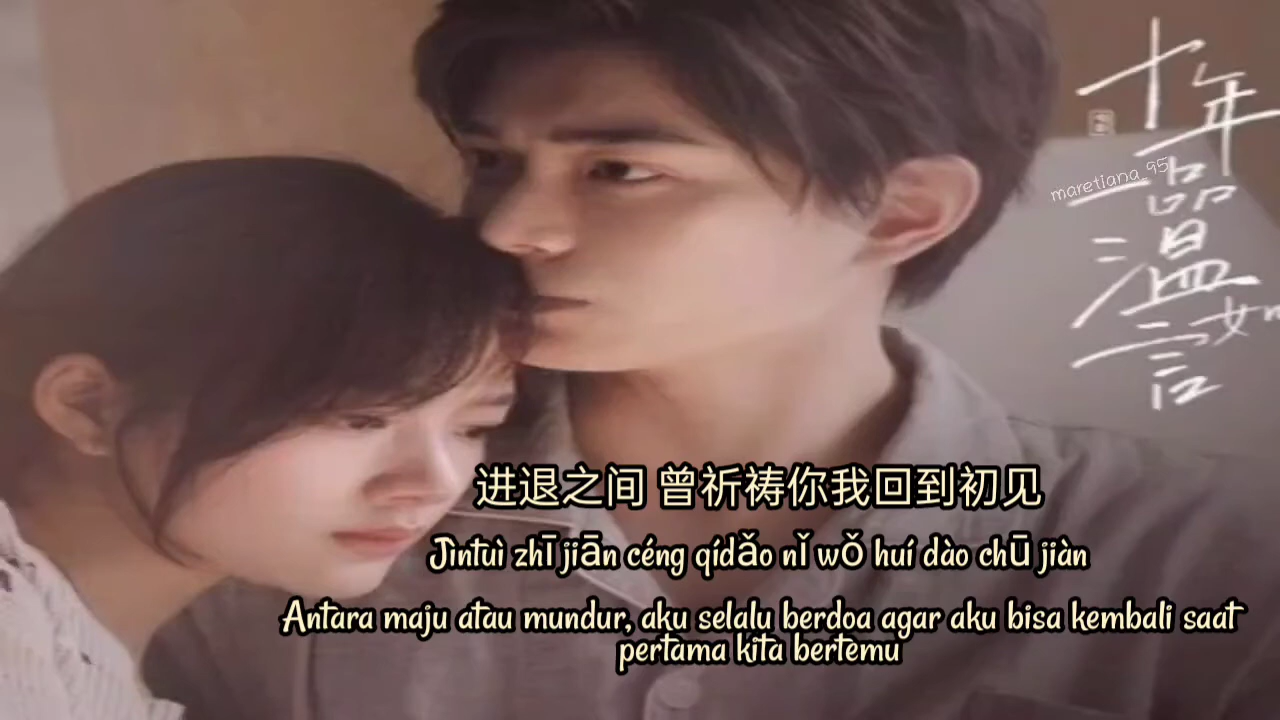 十年
一品
温如
言
maretiana_95
进退之间 曾祈祷你我回到初见
Jìntuì zhī jiān céng qídǎo nǐ wǒ huí dào chū jiàn
Antara maju atau mundur, aku selalu berdoa agar aku bisa kembali saat
pertama kita bertemu